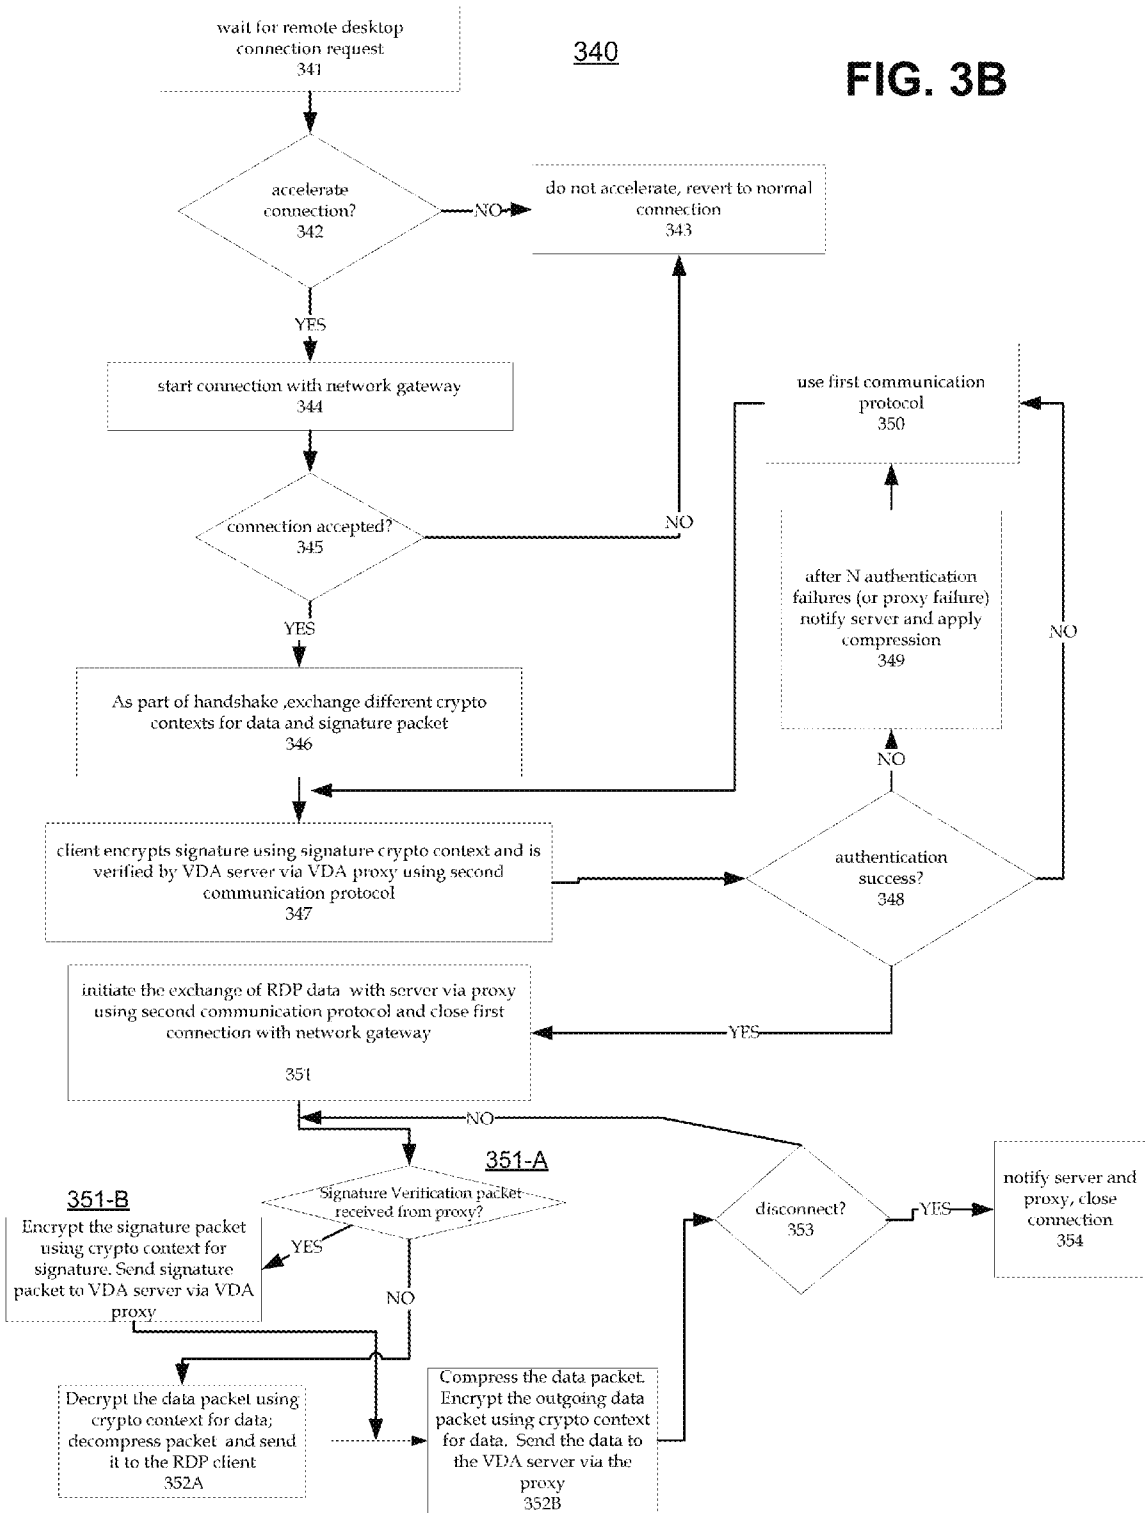 wait for remote desktop
connection request
341
340
FIG. 3B
accelerate
connection?
342
NO
do not accelerate, revert to normal
connection
343
YES
start connection with network gateway
344
use first communication
protocol
350
connection accepted?
345
NO
after N authentication
failures (or proxy failure)
notify server and apply
compression
349
NO
YES
As part of handshake ,exchange different crypto
contexts for data and signature packet
346
NO
client encrypts signature using signature crypto context and is
verified by VDA server via VDA proxy using second
communication protocol
347
authentication
success?
348
initiate the exchange of RDP data with server via proxy
using second communication protocol and close first
connection with network gateway
351
YES
NO
351-A
Signature Verification packet
received from proxy?
351-B
Encrypt the signature packet
using crypto context for
signature. Send signature
packet to VDA server via VDA
proxy
YES
NO
disconnect?
353
YES
notify server and
proxy, close
connection
354
Decrypt the data packet using
crypto context for data;
decompress packet and send
it to the RDP client
352A
Compress the data packet.
Encrypt the outgoing data
packet using crypto context
for data. Send the data to
the VDA server via the
proxy
352B